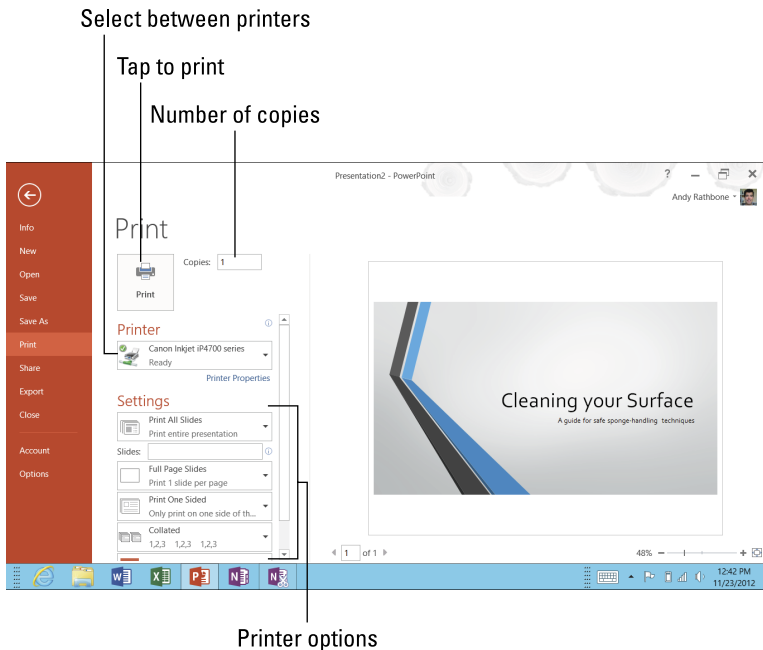 Select between printers
Tap to print
Number of copies
Presentation2 - PowerPoint
?
Andy Rathbone
Info
New
Open
Save
Save As
Print
Share
Export
Close
Account
Options
Print
Copies: 1
Print
Printer
Canon Inkjet iP4700 series
Ready
Printer Properties
Settings
Print All Slides
Print entire presentation
Slides:
Full Page Slides
Print 1 slide per page
Print One Sided
Only print on one side of th...
Collated
1,2,3 1,2,3 1,2,3
Cleaning your Surface
A guide for safe sponge-handling techniques
1 of 1
48%
12:42 PM
11/23/2012
Printer options